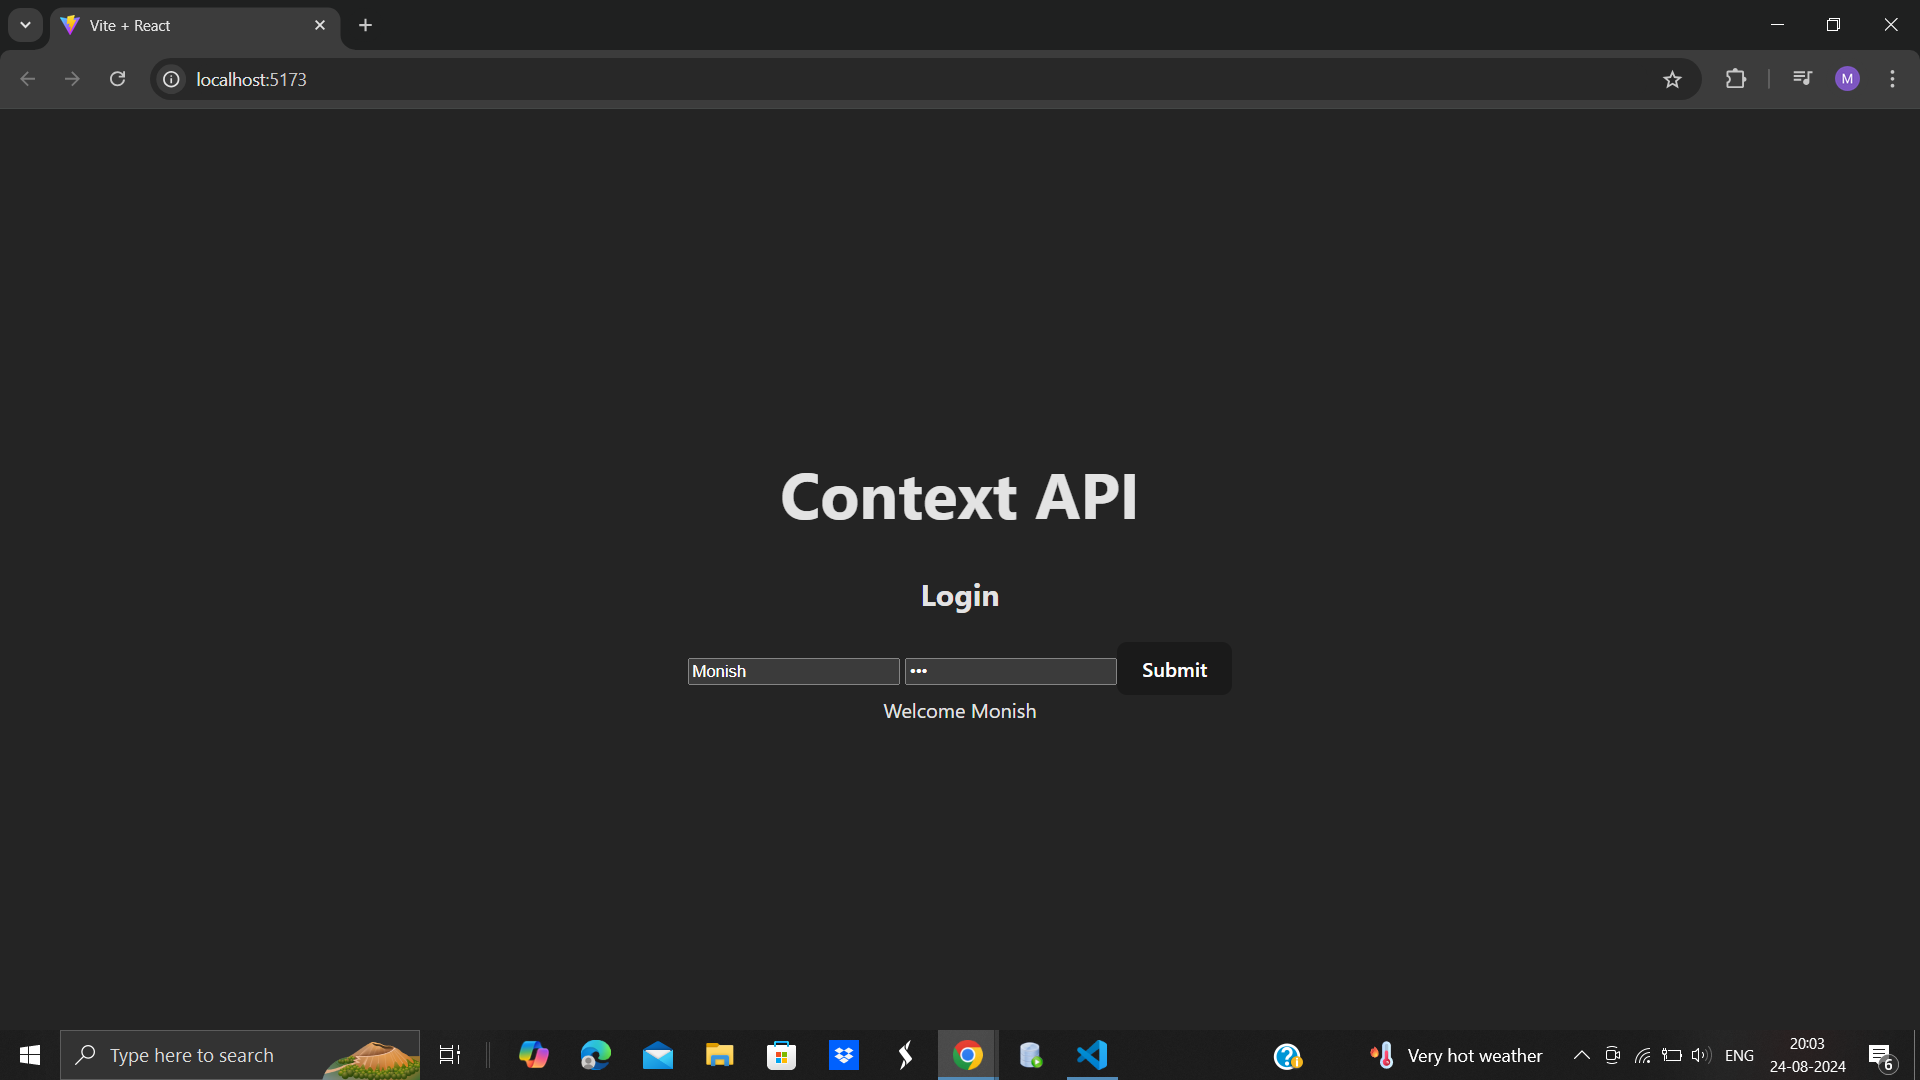 Vite + React
localhost:5173
M
Context API
Login
Monish ••• Submit
Welcome Monish
Type here to search
Very hot weather
ENG
20:03
24-08-2024
6